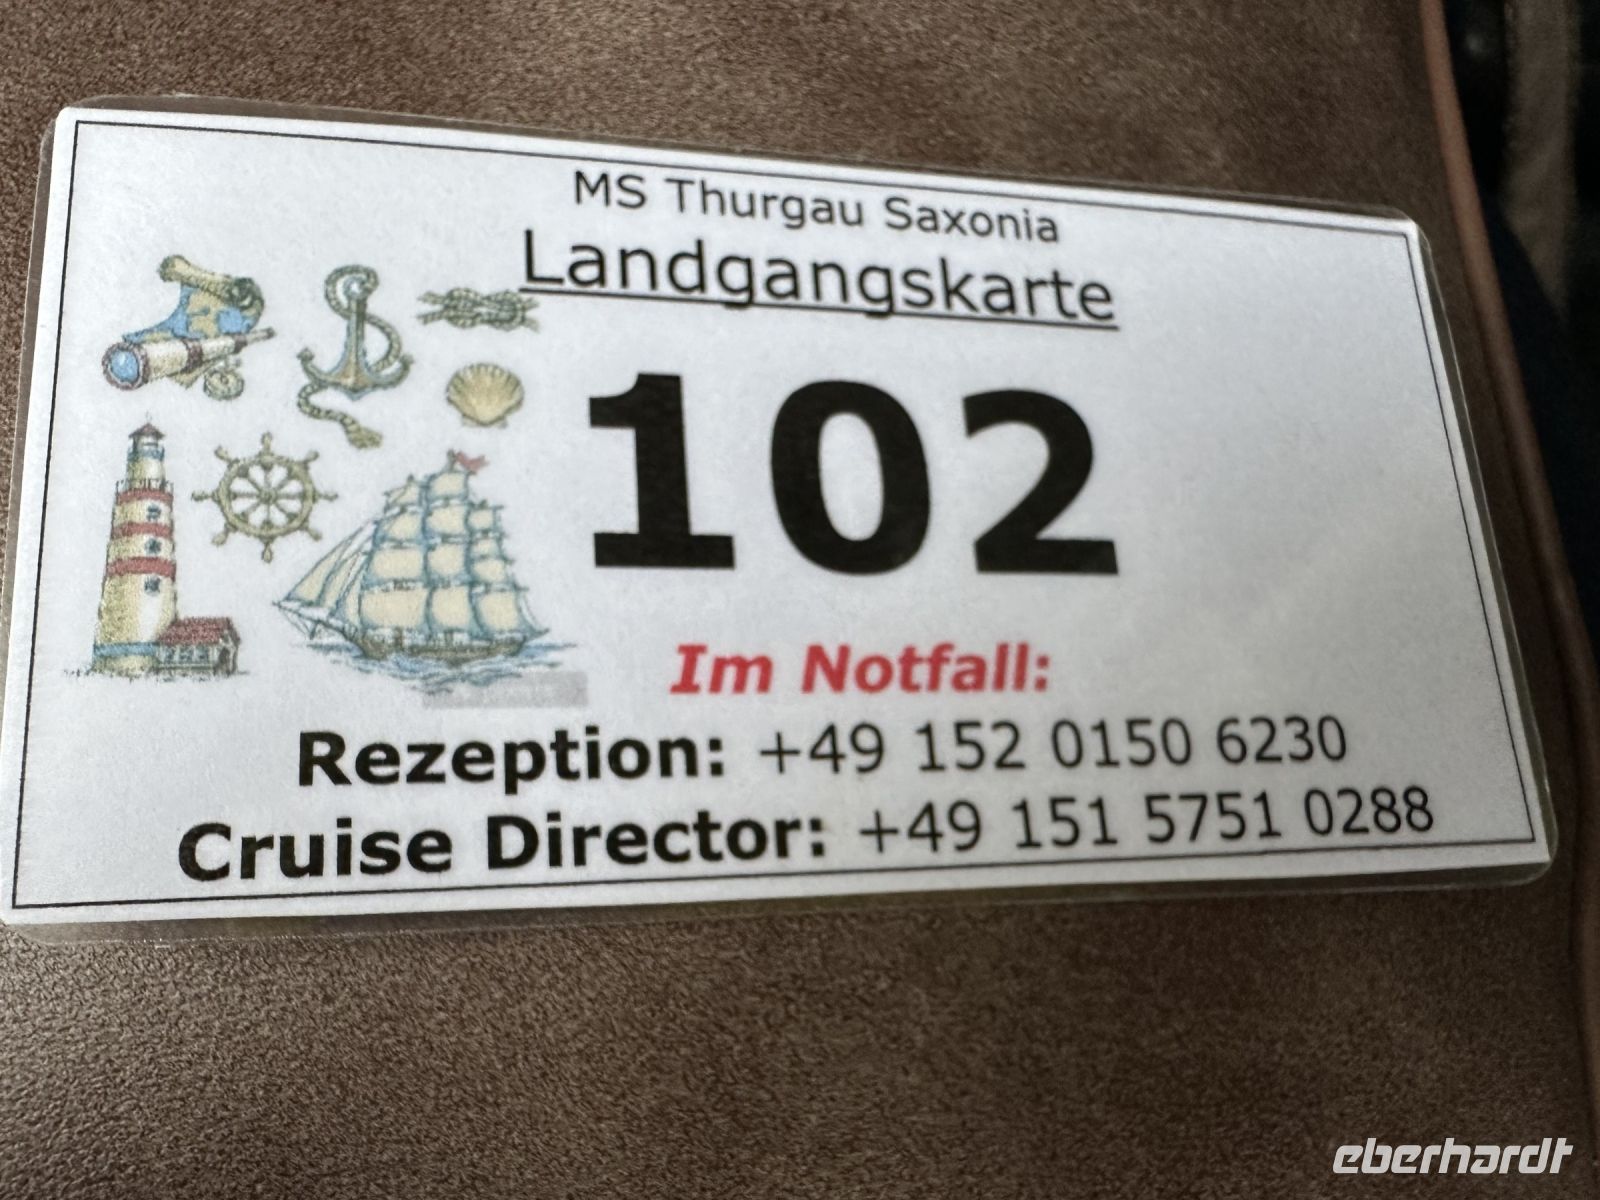 MS Thurgau Saxonia
Landgangskarte
102
Im Notfall:
Rezeption: +49 152 0150 6230
Cruise Director: +49 151 5751 0288
eberhardt